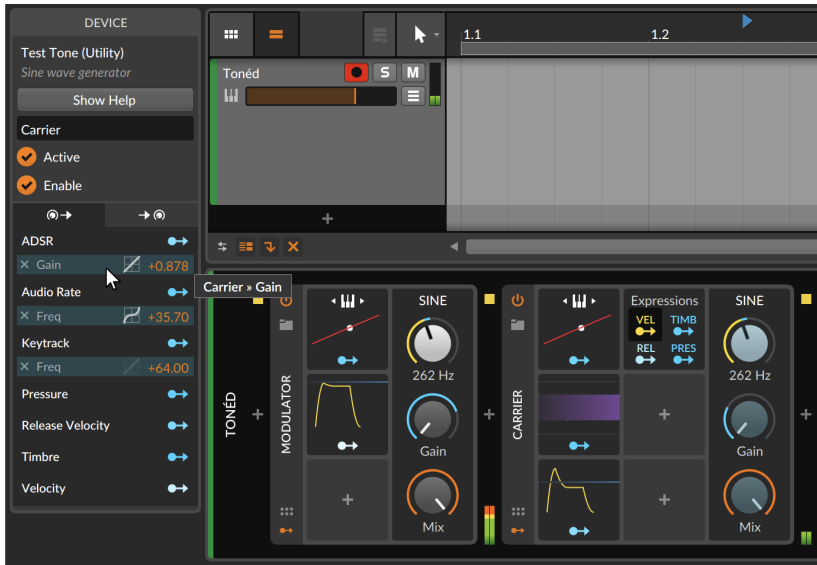 DEVICE
Test Tone (Utility)
Sine wave generator
Show Help
Carrier
Active
Enable
ADSR
× Gain +0.878
Audio Rate
× Freq +35.70
Keytrack
× Freq +64.00
Pressure
Release Velocity
Timbre
Velocity
1.1
1.2
Tonéd
S
M
+
Carrier » Gain
TONÉD
+
MODULATOR
SINE
262 Hz
Gain
+
Mix
+
CARRIER
Expressions
VEL
TIMB
REL
PRES
+
+
SINE
262 Hz
Gain
Mix
+